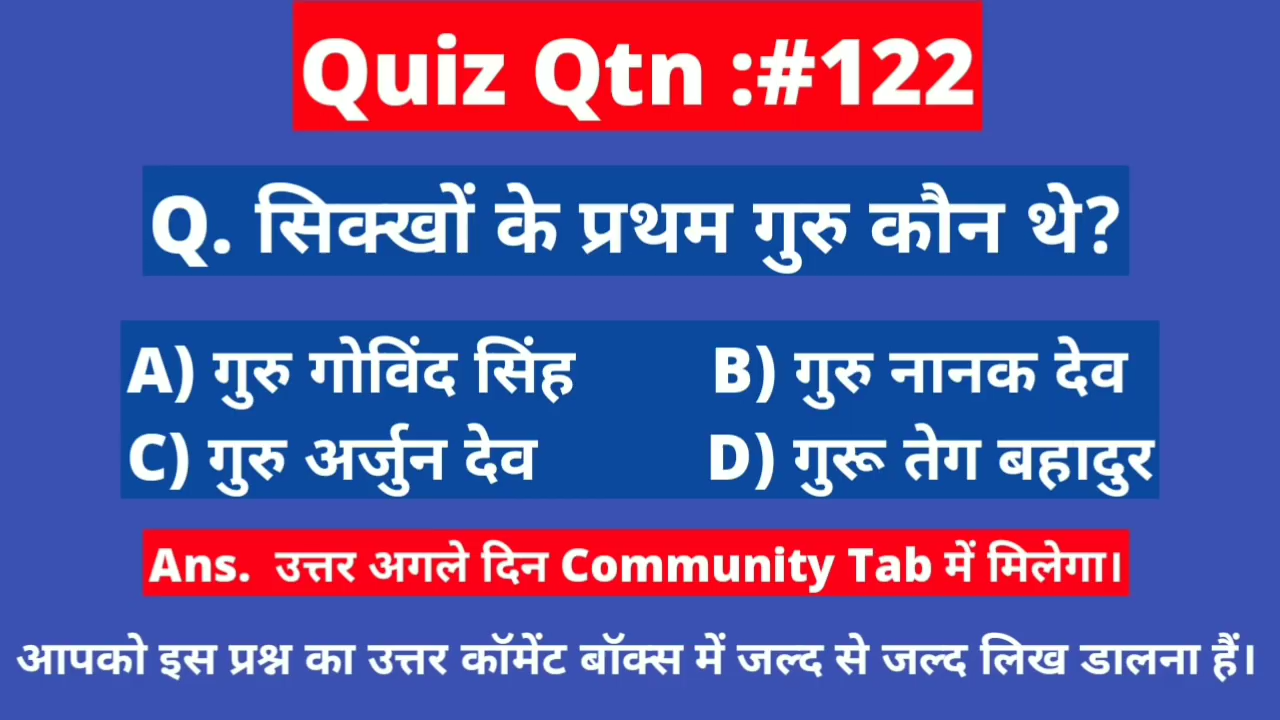 Quiz Qtn :#122
Q. सिक्खों के प्रथम गुरु कौन थे?
A) गुरु गोविंद सिंह B) गुरु नानक देव
C) गुरु अर्जुन देव D) गुरू तेग बहादुर
Ans. उत्तर अगले दिन Community Tab में मिलेगा।
आपको इस प्रश्न का उत्तर कॉमेंट बॉक्स में जल्द से जल्द लिख डालना हैं।